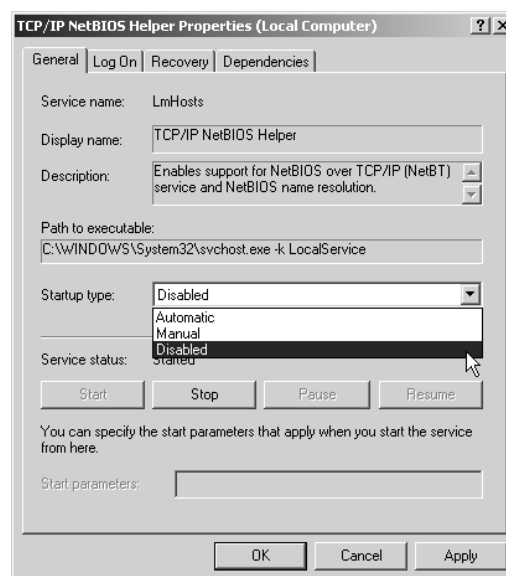 TCP/IP NetBIOS Helper Properties (Local Computer)
General Log On Recovery Dependencies
Service name: LmHosts
Display name: TCP/IP NetBIOS Helper
Description: Enables support for NetBIOS over TCP/IP (NetBT)
service and NetBIOS name resolution.
Path to executable:
C:\WINDOWS\System32\svchost.exe -k LocalService
Startup type: Disabled
Automatic
Manual
Disabled
Service status: Started
Start Stop Pause Resume
You can specify the start parameters that apply when you start the service
from here.
Start parameters:
OK Cancel Apply